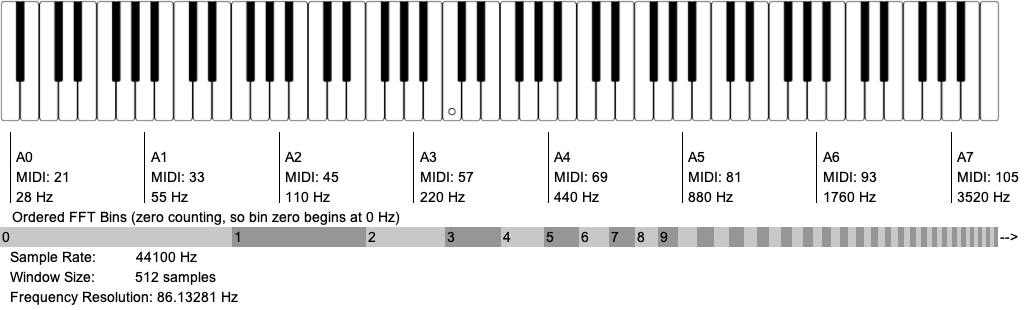 A0 A1 A2 A3 A4 A5 A6 A7
MIDI: 21 MIDI: 33 MIDI: 45 MIDI: 57 MIDI: 69 MIDI: 81 MIDI: 93 MIDI: 105
28 Hz 55 Hz 110 Hz 220 Hz 440 Hz 880 Hz 1760 Hz 3520 Hz
Ordered FFT Bins (zero counting, so bin zero begins at 0 Hz)
0 1 2 3 4 5 6 7 8 9 -->
Sample Rate: 44100 Hz
Window Size: 512 samples
Frequency Resolution: 86.13281 Hz